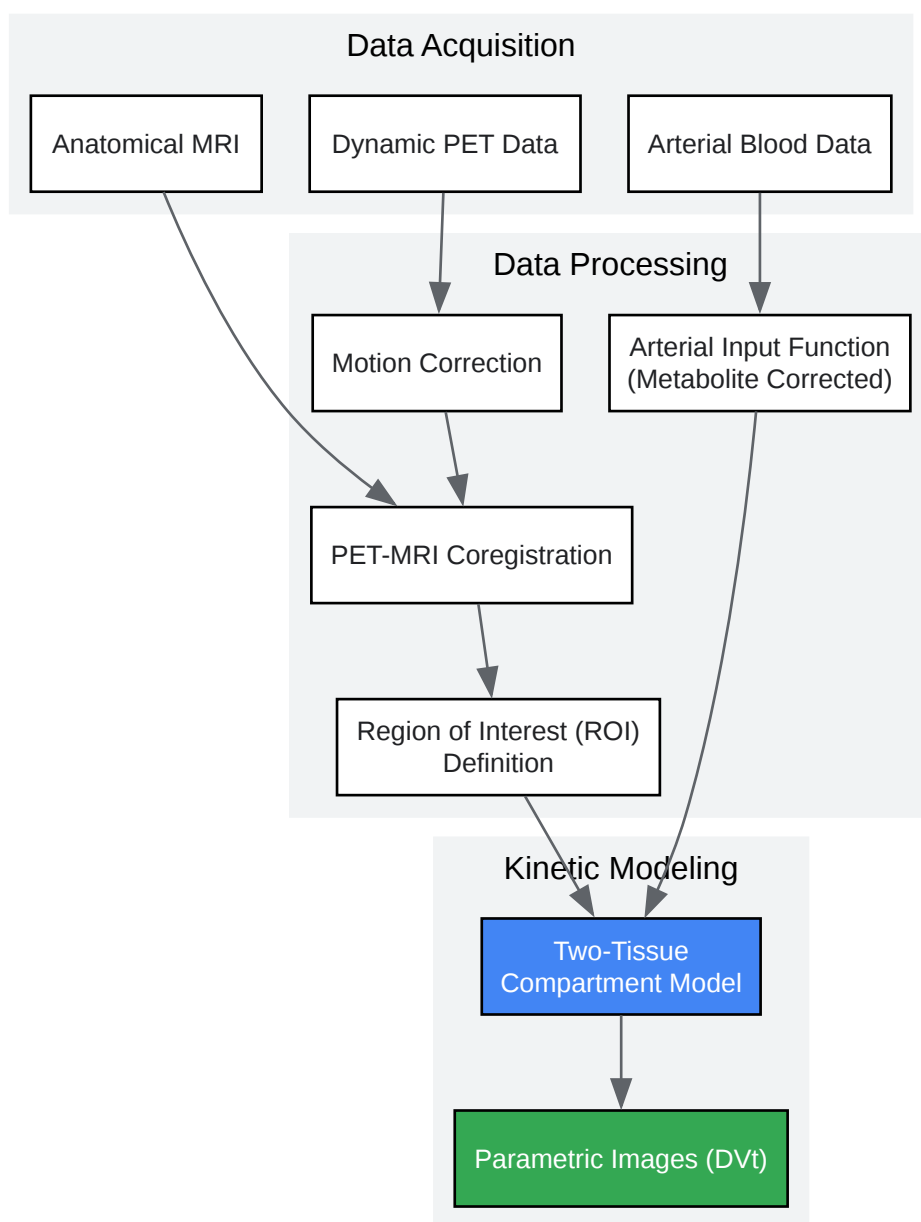 Data Acquisition
Anatomical MRI
Dynamic PET Data
Arterial Blood Data
Data Processing
Motion Correction
Arterial Input Function
(Metabolite Corrected)
PET-MRI Coregistration
Region of Interest (ROI)
Definition
Kinetic Modeling
Two-Tissue
Compartment Model
Parametric Images (DVt)